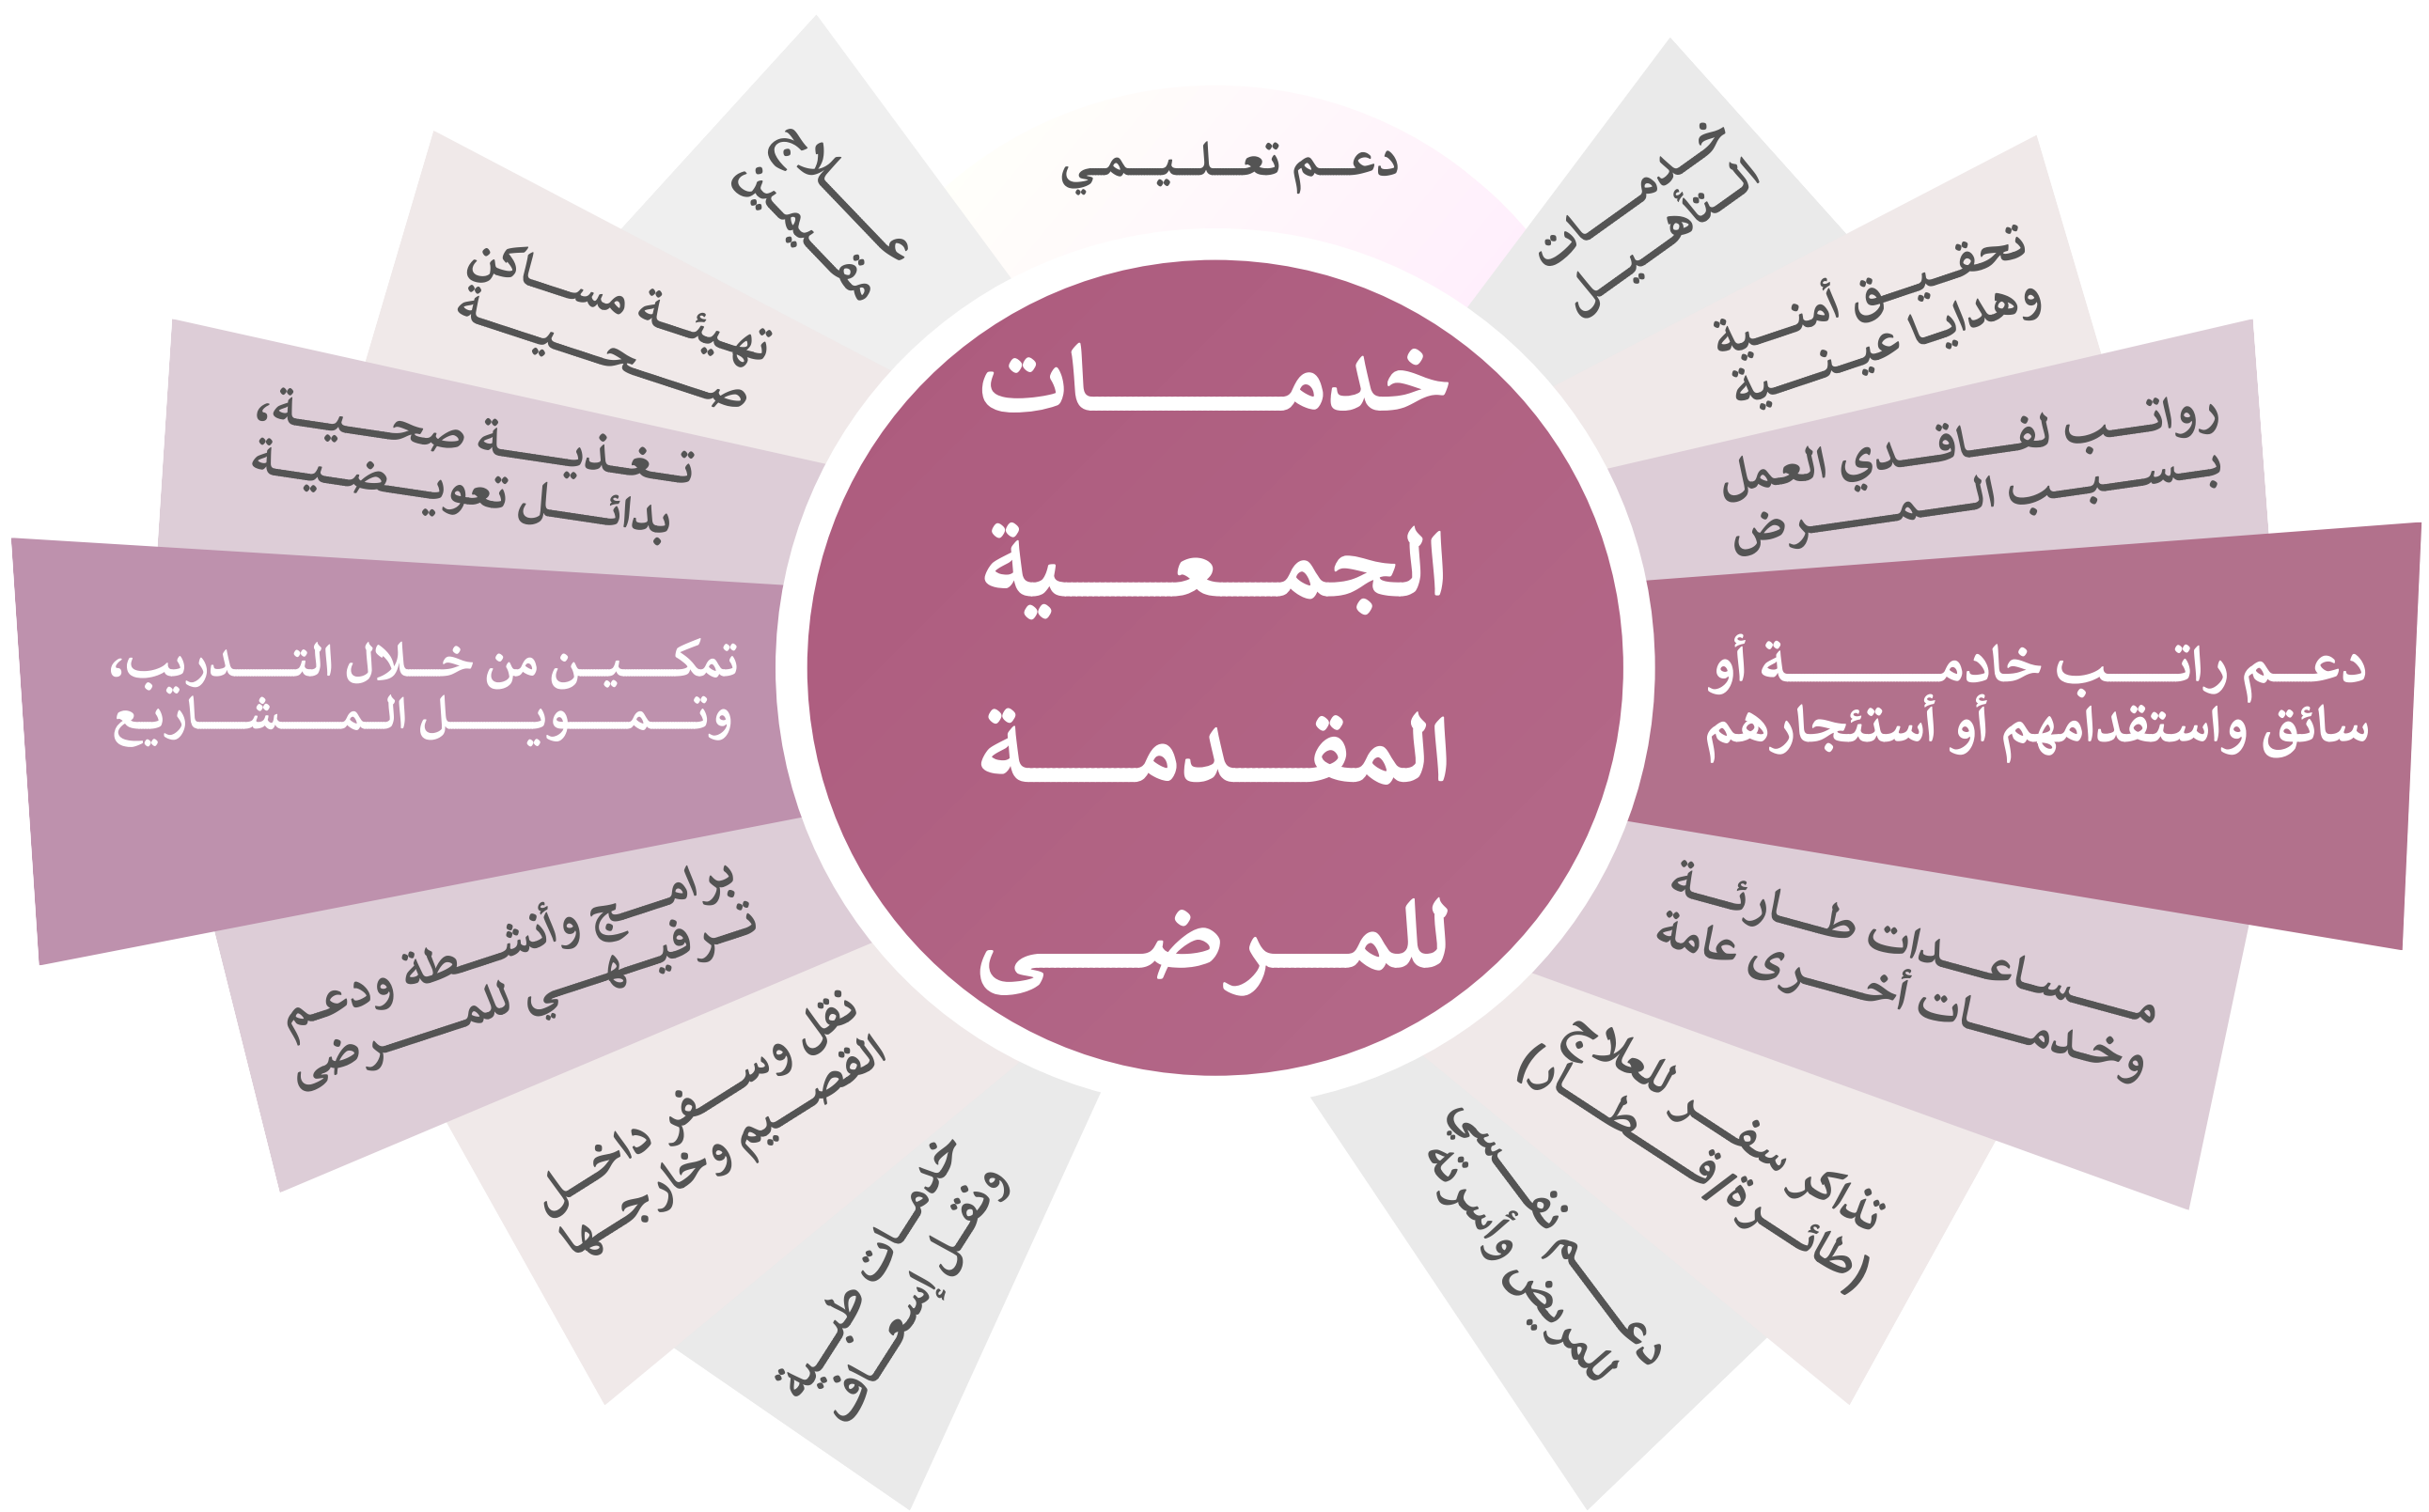 خدمات
الجمعية
المقدمة
للمرضى
دعم تعليمي
خدمات
التأهيل
تحقيق أمنية
وهدايا عينية
رواتب لفاقدي العمل
بسبب المرض
دعم راتب خادمة أو
سائق واستقدامهم أو أستئجارهم
مساعدات طارئة
وخدمات أخرى عامة
تذاكر سفر للعلاج
(طائرة او قطار)
دعم نفسي
للمريض وأسرته
خدمات طبية
ونقل إسعافي
نقل وسفر داخل
القصيم وخارجها
برامج وأنشطة ودعم
ترفيهي للمرضى
تمكين من خلال التدريب
وتمويل المشاريع
تغذية صحية،
بدائل تعويضية
تهيئة مساكن
صحية
علاج
مقيمين